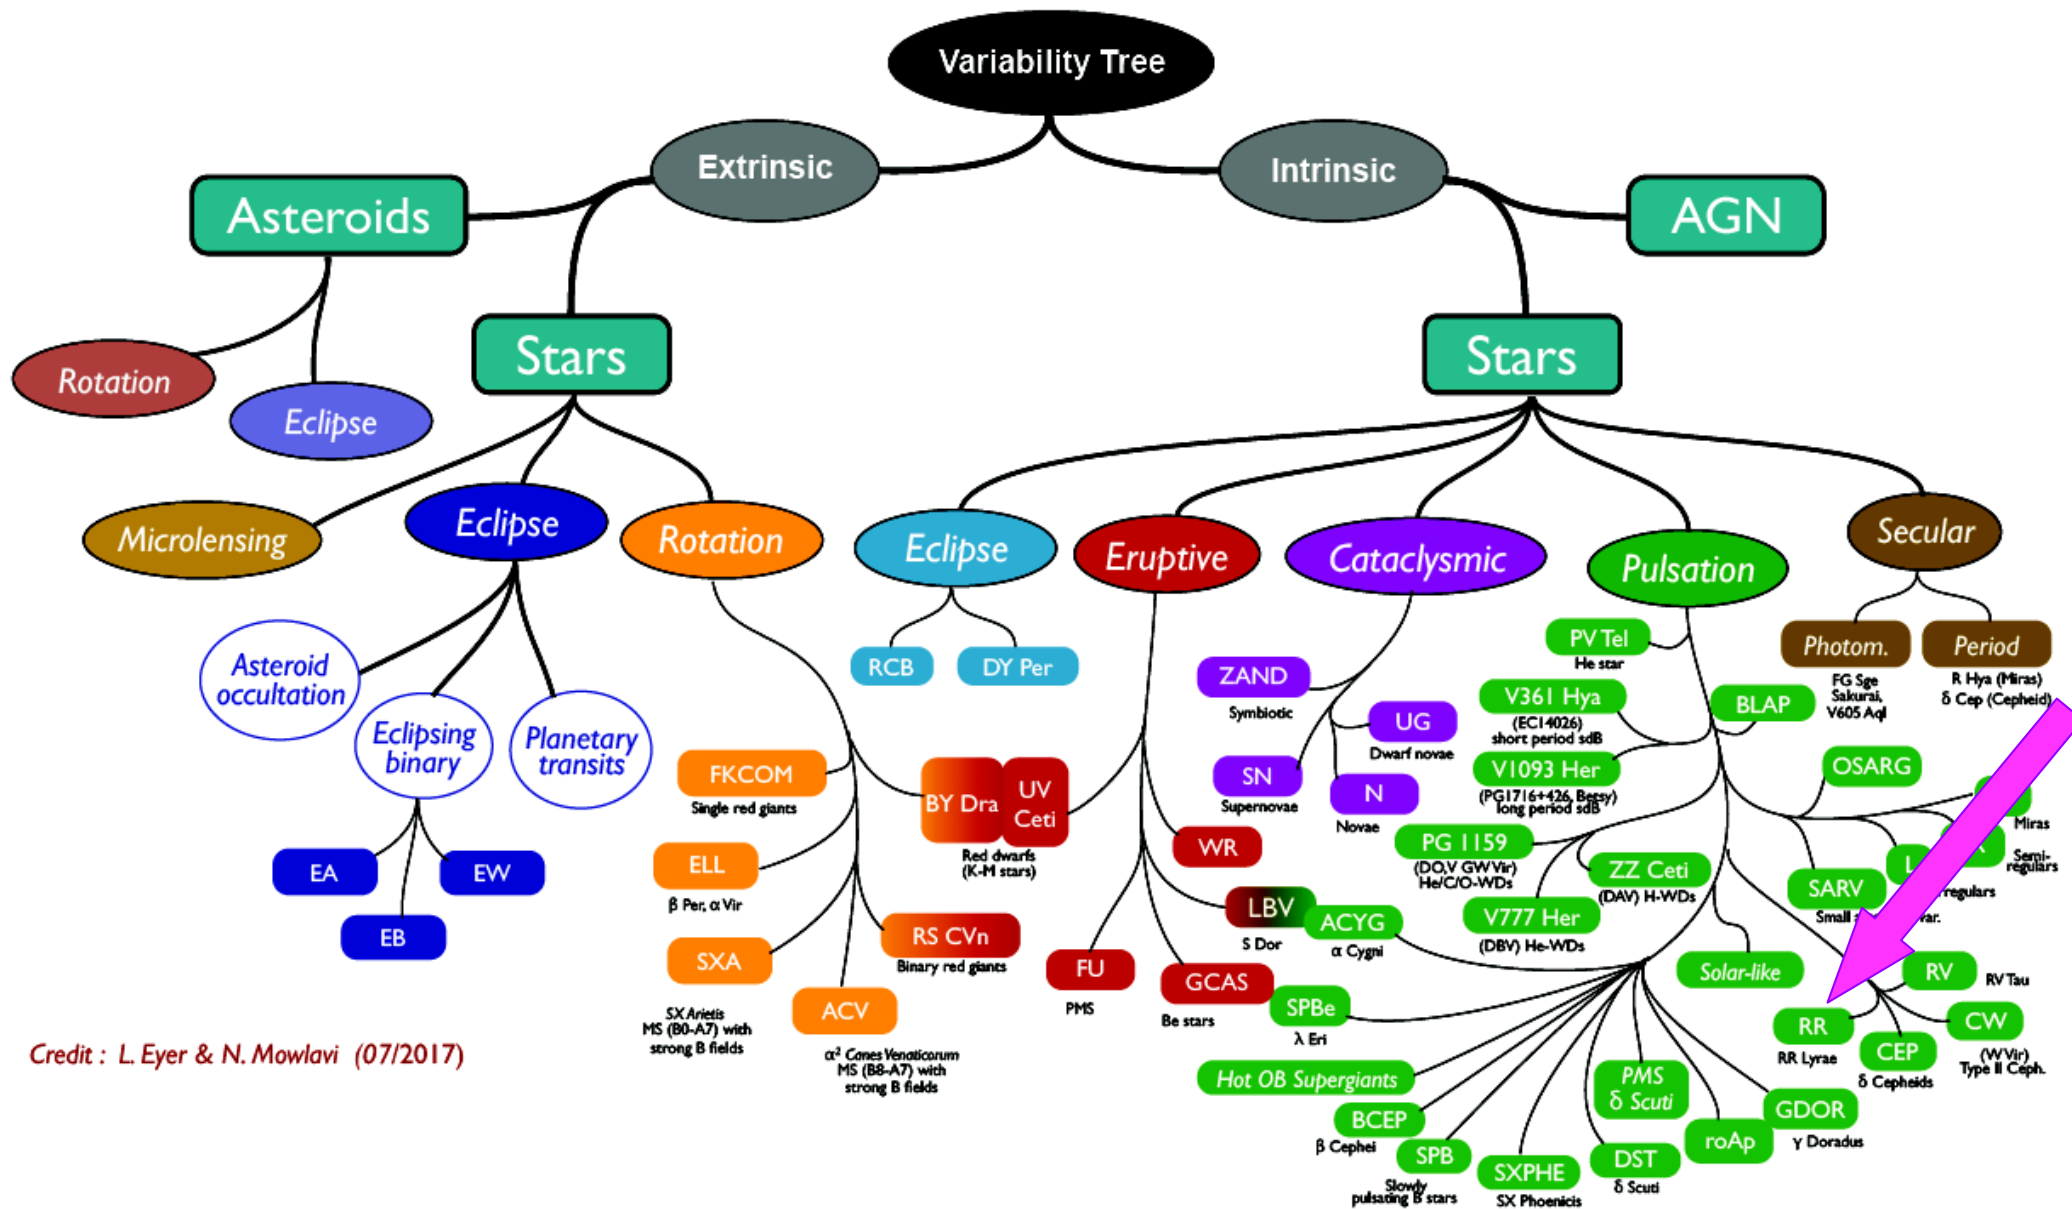 Variability Tree
Extrinsic
Intrinsic
Asteroids
AGN
Stars
Stars
Rotation
Eclipse
Microlensing
Eclipse
Rotation
Eclipse
Eruptive
Cataclysmic
Pulsation
Secular
Asteroid
occultation
Eclipsing
binary
Planetary
transits
EA
EB
EW
FKCOM
Single red giants
ELL
β Per, α Vir
SXA
SX Arietis
MS (B0-A7) with
strong B fields
ACV
α² Canes Venaticorum
MS (B8-A7) with
strong B fields
RS CVn
Binary red giants
BY Dra
UV
Ceti
Red dwarfs
(K-M stars)
RCB
DY Per
WR
LBV
S Dor
FU
PMS
GCAS
Be stars
ZAND
Symbiotic
UG
Dwarf novae
SN
Supernovae
N
Novae
PV Tel
He star
V361 Hya
(EC14026)
short period sdB
V1093 Her
(PG1716+426, Betsy)
long period sdB
BLAP
PG 1159
(DO,V GW Vir)
He/C/O-WDs
ZZ Ceti
(DAV) H-WDs
V777 Her
(DBV) He-WDs
ACYG
α Cygni
SPBe
λ Eri
Hot OB Supergiants
BCEP
β Cephei
SPB
Slowly
pulsating B stars
SXPHE
SX Phoenicis
DST
δ Scuti
PMS
δ Scuti
roAp
GDOR
γ Doradus
Solar-like
OSARG
Miras
Semi-
regulars
L
SARV
Small
var.
RV
RV Tau
RR
RR Lyrae
CEP
δ Cepheids
CW
(W Vir)
Type II Ceph.
Photom.
FG Sge
Sakurai,
V605 Aql
Period
R Hya (Miras)
δ Cep (Cepheid)
Credit : L. Eyer & N. Mowlavi (07/2017)